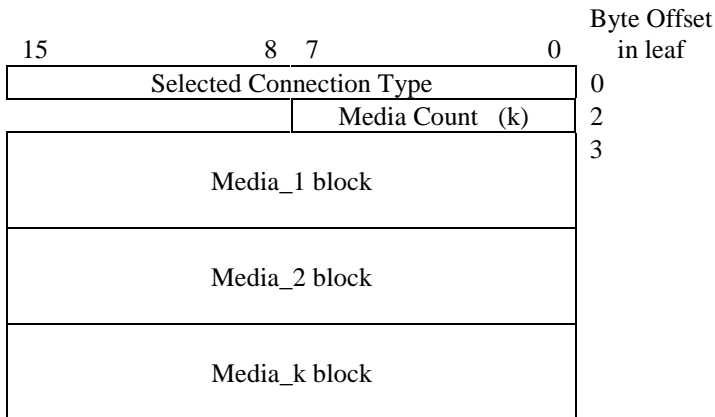 Byte Offset
15 8 7 0 in leaf
Selected Connection Type 0
Media Count (k) 2
3
Media_1 block
Media_2 block
Media_k block